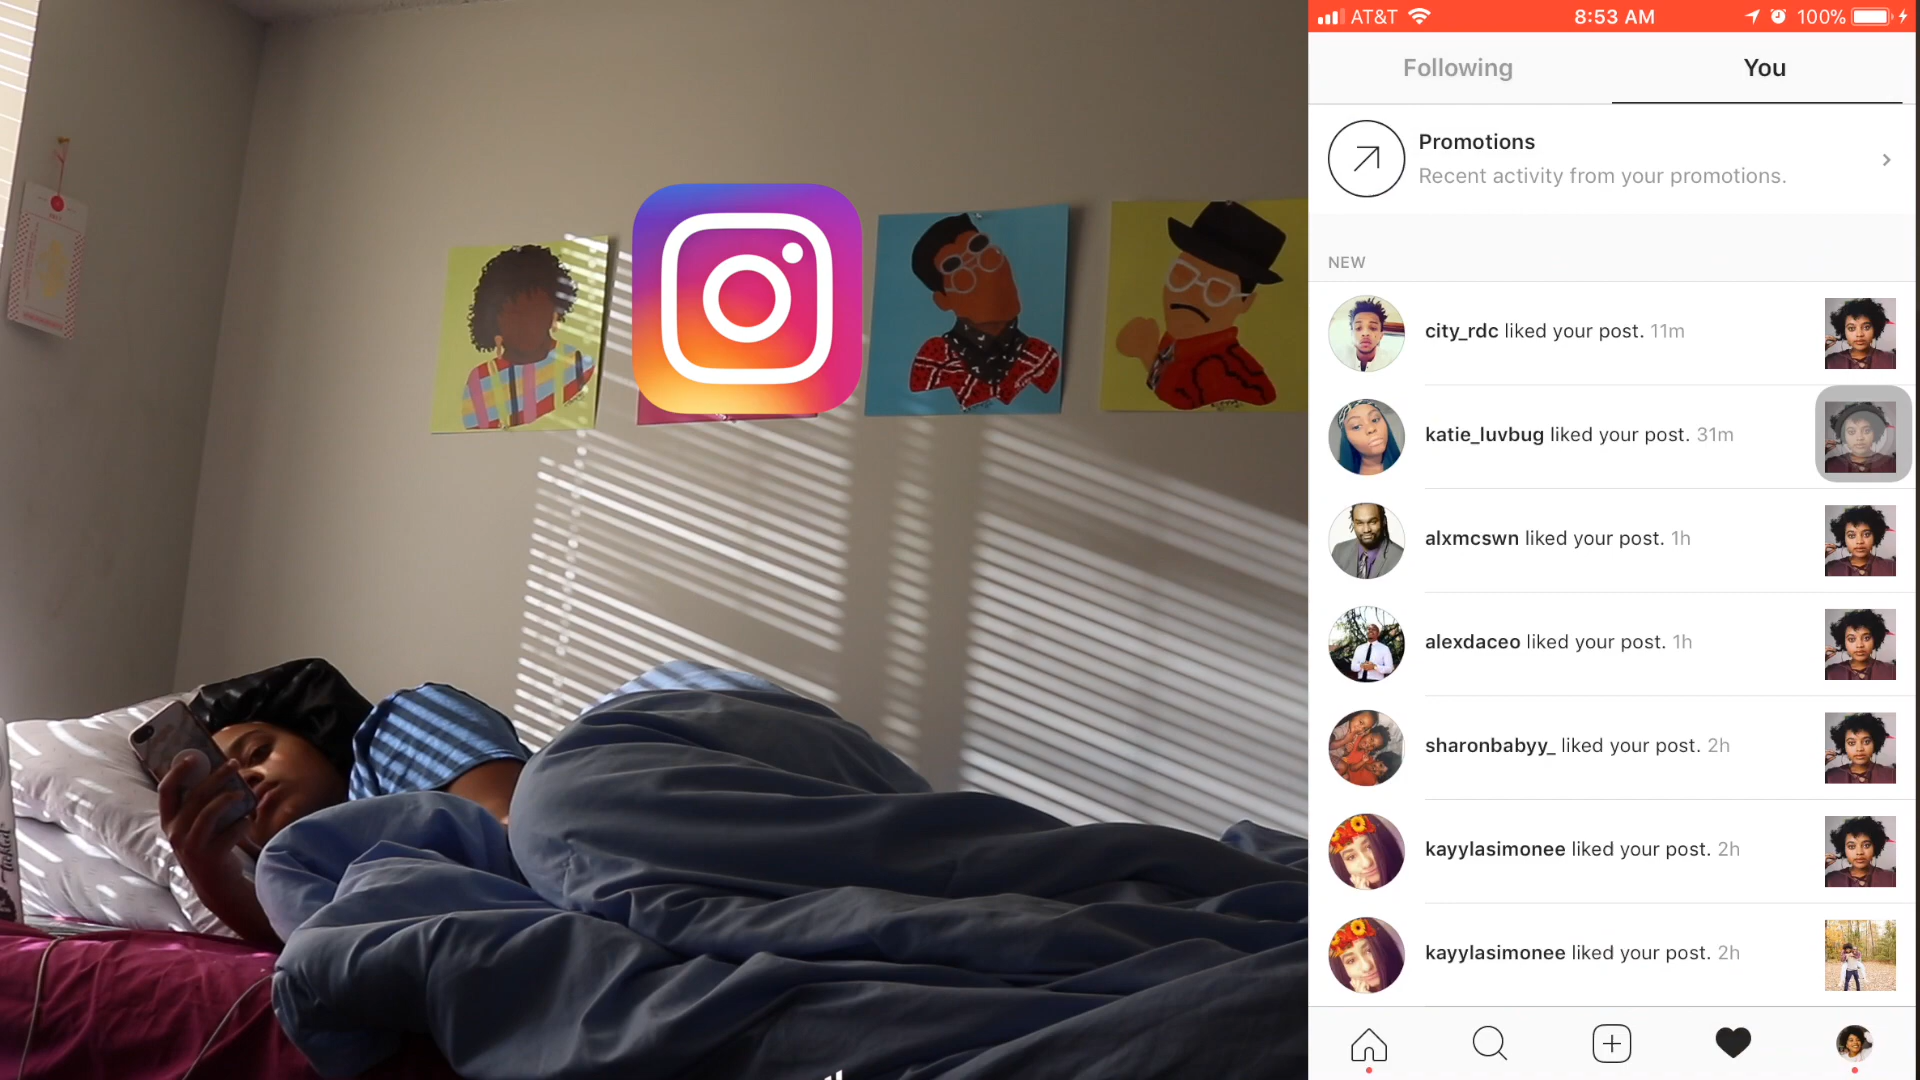 AT&T
8:53 AM
100%
Following
You
Promotions
Recent activity from your promotions.
NEW
city_rdc liked your post. 11m
katie_luvbug liked your post. 31m
alxmcswn liked your post. 1h
alexdaceo liked your post. 1h
sharonbabyy_ liked your post. 2h
kayylasimonee liked your post. 2h
kayylasimonee liked your post. 2h